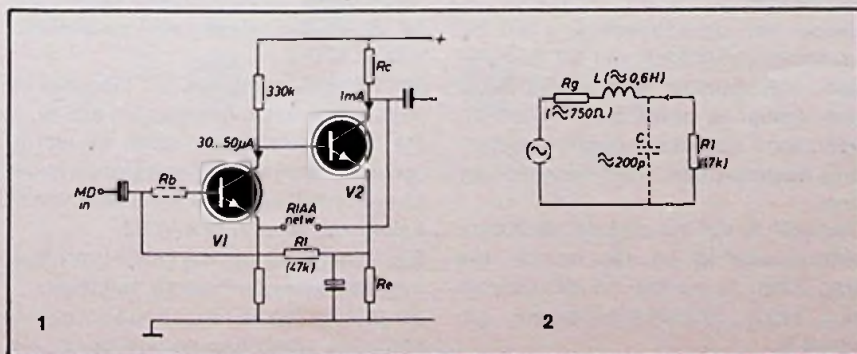 +
Rc
330k
1mA
30...50µA
Rb
MD
in
V1
V2
RIAA
netw.
R1
(47k)
Re
1
L (≈0,6H)
Rg
(≈750Ω)
C
≈200p
R1
(47k)
2